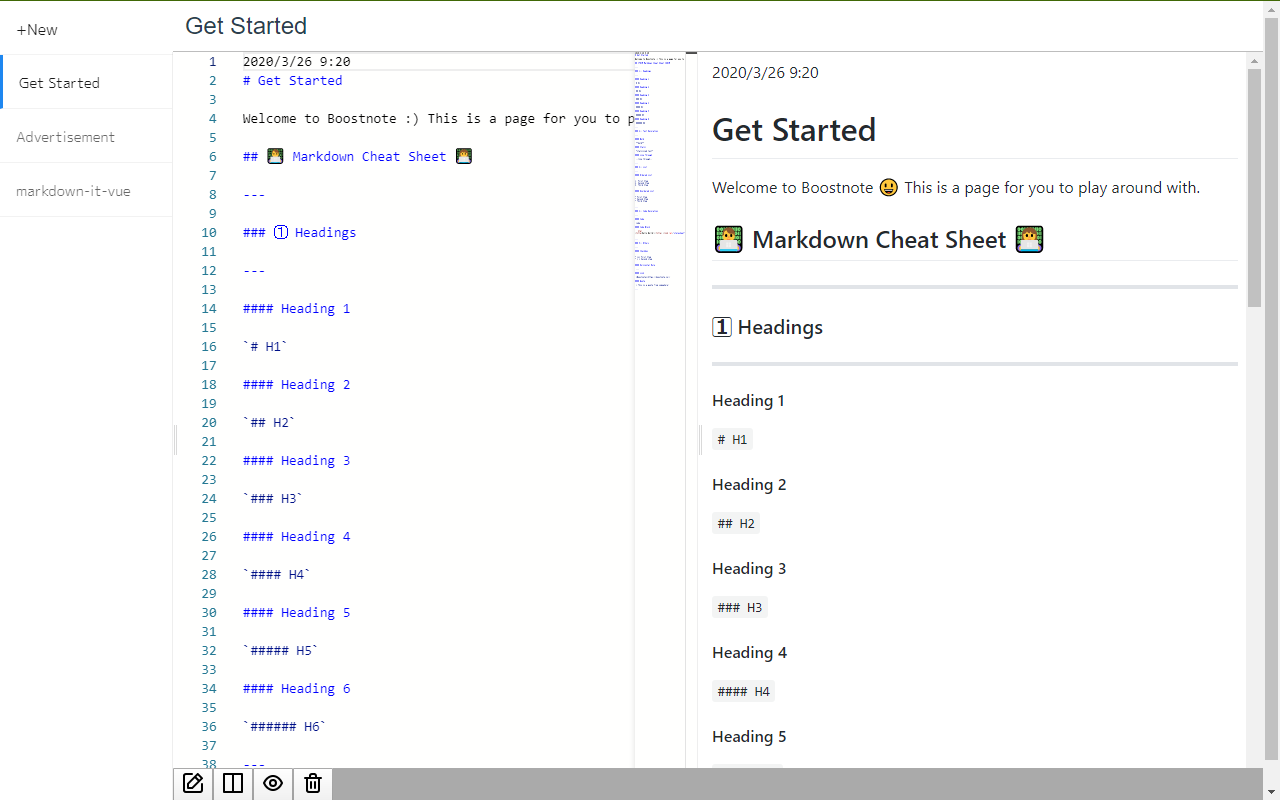 +New
Get Started
Advertisement
markdown-it-vue
Get Started
1 2020/3/26 9:20
2 # Get Started
3
4 Welcome to Boostnote :) This is a page for you to p
5
6 ## 👨‍💻 Markdown Cheat Sheet 👨‍💻
7
8 ---
9
10 ### 1️⃣ Headings
11
12 ---
13
14 #### Heading 1
15
16 `# H1`
17
18 #### Heading 2
19
20 `## H2`
21
22 #### Heading 3
23
24 `### H3`
25
26 #### Heading 4
27
28 `#### H4`
29
30 #### Heading 5
31
32 `##### H5`
33
34 #### Heading 6
35
36 `###### H6`
37
38 ---
2020/3/26 9:20
Get Started
Welcome to Boostnote 😃 This is a page for you to play around with.
👨‍💻 Markdown Cheat Sheet 👨‍💻
1️⃣ Headings
Heading 1
# H1
Heading 2
## H2
Heading 3
### H3
Heading 4
#### H4
Heading 5